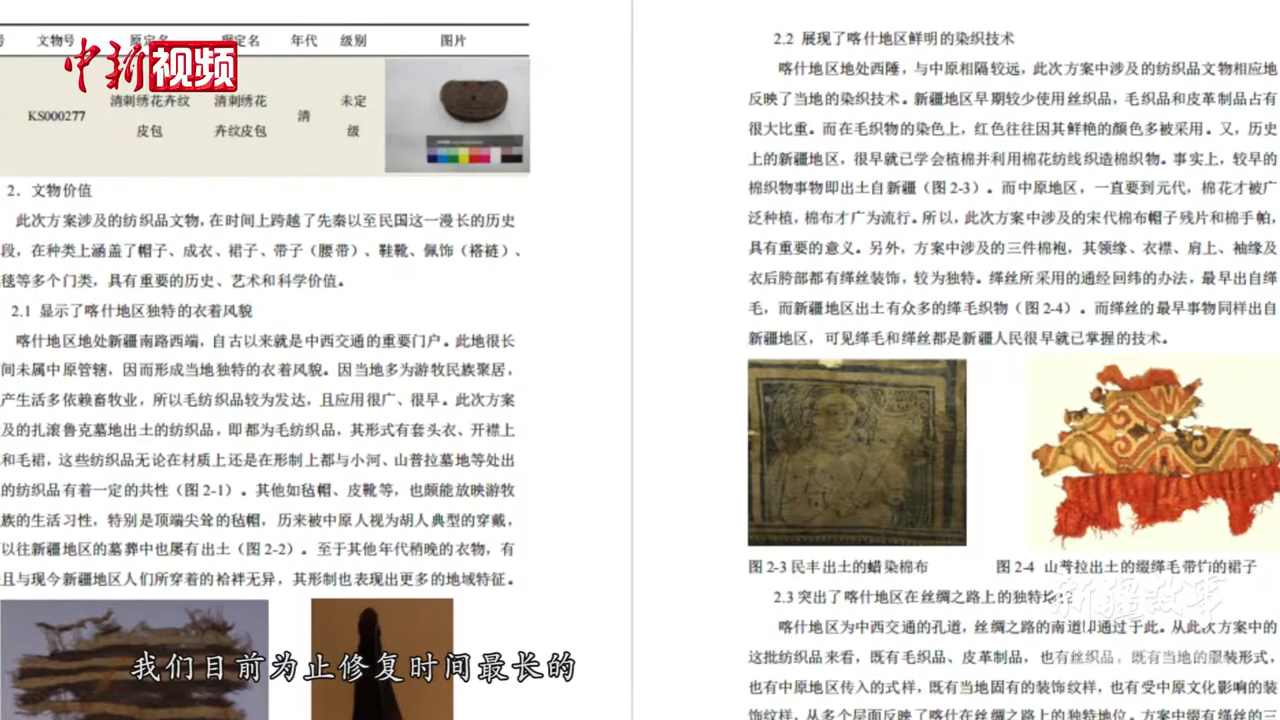 号 文物号 原定名 现定名 年代 级别 图片
中新视频
KS000277
清刺绣花卉纹
皮包
清刺绣花
卉纹皮包
清
未定
级
2．文物价值
此次方案涉及的纺织品文物，在时间上跨越了先秦以至民国这一漫长的历史
段，在种类上涵盖了帽子、成衣、裙子、带子（腰带）、鞋靴、佩饰（褡裢）、
毯等多个门类，具有重要的历史、艺术和科学价值。
2.1 显示了喀什地区独特的衣着风貌
喀什地区地处新疆南路西端，自古以来就是中西交通的重要门户。此地很长
间未属中原管辖，因而形成当地独特的衣着风貌。因当地多为游牧民族聚居，
产生活多依赖畜牧业，所以毛纺织品较为发达，且应用很广、很早。此次方案
及的扎滚鲁克墓地出土的纺织品，即都为毛纺织品，其形式有套头衣、开襟上
和毛裙，这些纺织品无论在材质上还是在形制上都与小河、山普拉墓地等处出
的纺织品有着一定的共性（图 2-1）。其他如毡帽、皮靴等，也颇能放映游牧
族的生活习性，特别是顶端尖耸的毡帽，历来被中原人视为胡人典型的穿戴，
以往新疆地区的墓葬中也屡有出土（图 2-2）。至于其他年代稍晚的衣物，有
且与现今新疆地区人们所穿着的袷袢无异，其形制也表现出更多的地域特征。
2.2 展现了喀什地区鲜明的染织技术
喀什地区地处西陲，与中原相隔较远，此次方案中涉及的纺织品文物相应地
反映了当地的染织技术。新疆地区早期较少使用丝织品，毛织品和皮革制品占有
很大比重。而在毛织物的染色上，红色往往因其鲜艳的颜色多被采用。又，历史
上的新疆地区，很早就已学会植棉并利用棉花纺线织造棉织物。事实上，较早的
棉织物事物即出土自新疆（图 2-3）。而中原地区，一直要到元代，棉花才被广
泛种植，棉布才广为流行。所以，此次方案中涉及的宋代棉布帽子残片和棉手帕，
具有重要的意义。另外，方案中涉及的三件棉袍，其领缘、衣襟、肩上、袖缘及
衣后胯部都有缂丝装饰，较为独特。缂丝所采用的通经回纬的办法，最早出自缂
毛，而新疆地区出土有众多的缂毛织物（图 2-4）。而缂丝的最早事物同样出自
新疆地区，可见缂毛和缂丝都是新疆人民很早就已掌握的技术。
图 2-3 民丰出土的蜡染棉布
图 2-4 山普拉出土的缀缂毛带饰的裙子
新疆故事
2.3 突出了喀什地区在丝绸之路上的独特地位
喀什地区为中西交通的孔道，丝绸之路的南道即通过于此。从此次方案中的
这批纺织品来看，既有毛织品、皮革制品，也有丝织品，既有当地的服装形式，
也有中原地区传入的式样，既有当地固有的装饰纹样，也有受中原文化影响的装
饰纹样，从多个层面反映了喀什在丝绸之路上的独特地位。方案中缀有缂丝的三
我们目前为止修复时间最长的